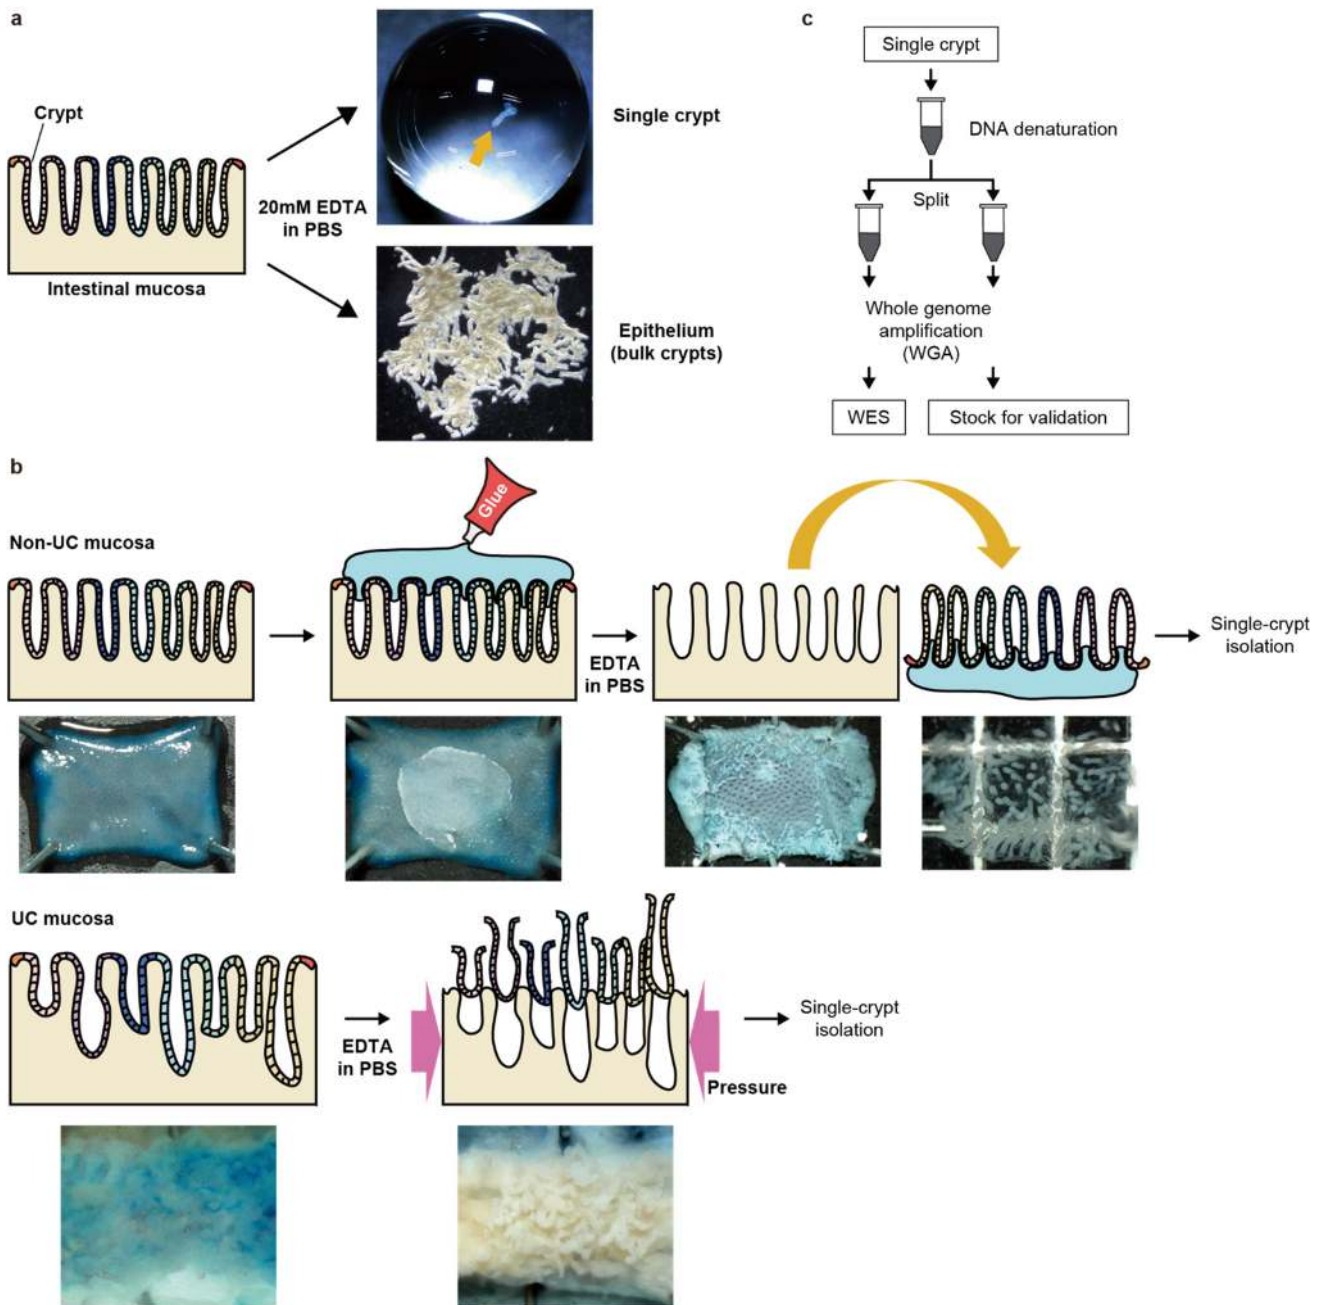 a
Crypt
20mM EDTA
in PBS
Intestinal mucosa
Single crypt
Epithelium
(bulk crypts)
c
Single crypt
DNA denaturation
Split
Whole genome
amplification
(WGA)
WES
Stock for validation
b
Non-UC mucosa
Glue
EDTA
in PBS
Single-crypt
isolation
UC mucosa
EDTA
in PBS
Pressure
Single-crypt
isolation